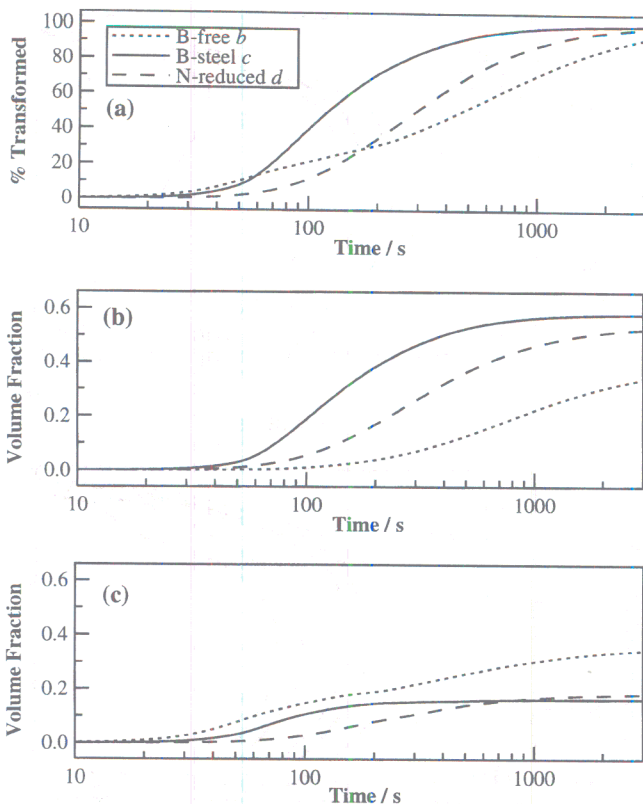 100
80
60
40
20
0
% Transformed
B-free b
B-steel c
N-reduced d
(a)
10
100
1000
Time / s
0.6
0.4
0.2
0.0
Volume Fraction
(b)
10
100
1000
Time / s
0.6
0.4
0.2
0.0
Volume Fraction
(c)
10
100
1000
Time / s